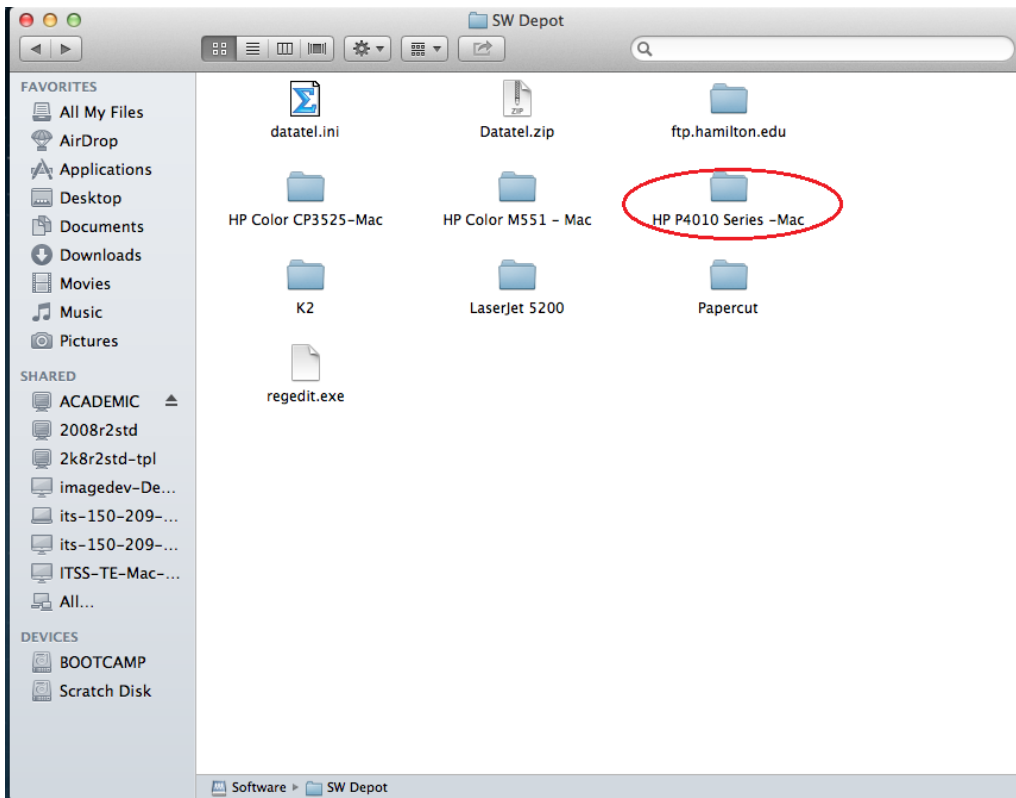 SW Depot
FAVORITES
All My Files
AirDrop
Applications
Desktop
Documents
Downloads
Movies
Music
Pictures
SHARED
ACADEMIC
2008r2std
2k8r2std-tpl
imagedev-De...
its-150-209-...
its-150-209-...
ITSS-TE-Mac-...
All...
DEVICES
BOOTCAMP
Scratch Disk
datatel.ini
ZIP
Datatel.zip
ftp.hamilton.edu
HP Color CP3525-Mac
HP Color M551 - Mac
HP P4010 Series -Mac
K2
LaserJet 5200
Papercut
regedit.exe
Software ▸ SW Depot